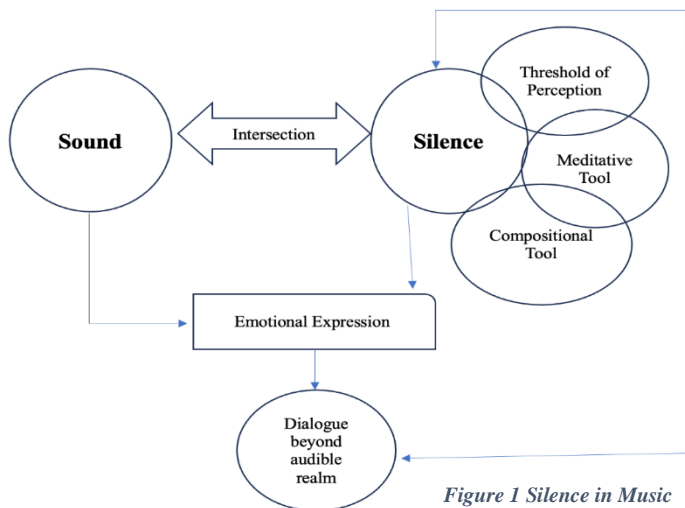 Threshold of
Perception
Sound
Intersection
Silence
Meditative
Tool
Compositional
Tool
Emotional Expression
Dialogue
beyond
audible
realm
Figure 1 Silence in Music